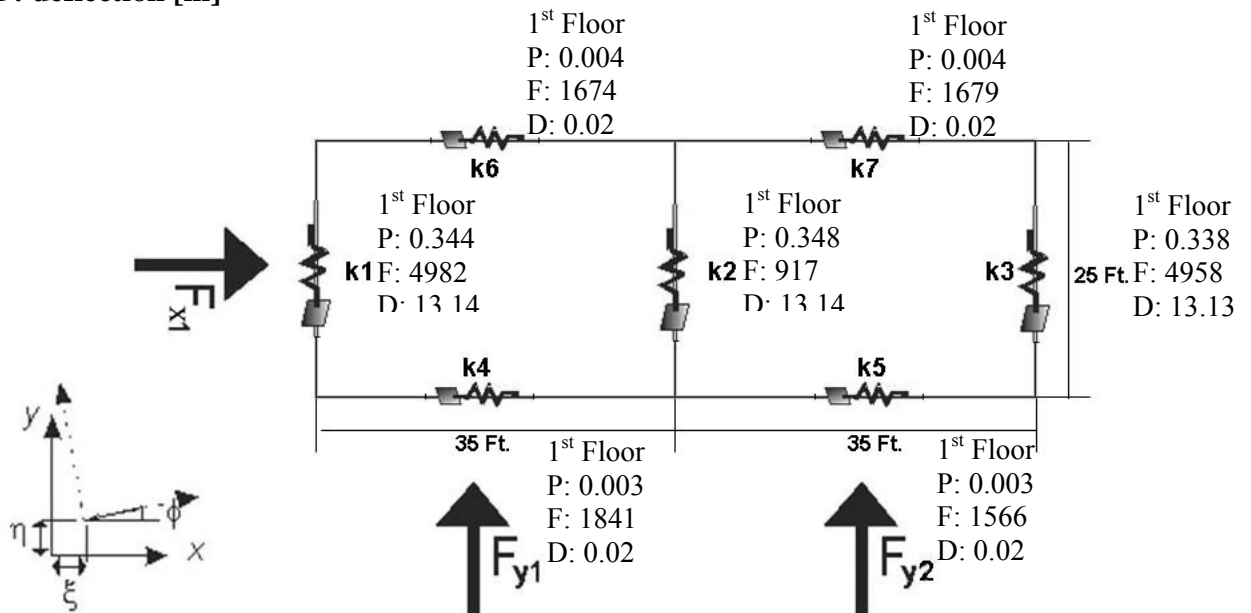 deflection [in]
1st Floor
P: 0.004
F: 1674
D: 0.02
1st Floor
P: 0.004
F: 1679
D: 0.02
k6
k7
1st Floor
P: 0.344
F: 4982
D: 13.14
k1
1st Floor
P: 0.348
F: 917
D: 13.14
k2
k3
25 Ft.
1st Floor
P: 0.338
F: 4958
D: 13.13
Fx1
k4
k5
35 Ft.
35 Ft.
1st Floor
P: 0.003
F: 1841
D: 0.02
1st Floor
P: 0.003
F: 1566
D: 0.02
Fy1
Fy2
y
x
η
ξ
ϕ